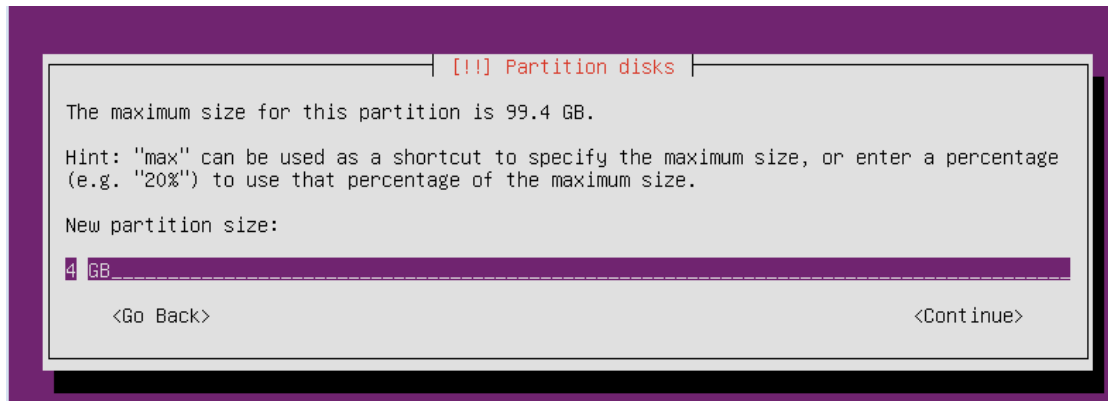 [!!] Partition disks
The maximum size for this partition is 99.4 GB.
Hint: "max" can be used as a shortcut to specify the maximum size, or enter a percentage
(e.g. "20%") to use that percentage of the maximum size.
New partition size:
4 GB
<Go Back> <Continue>